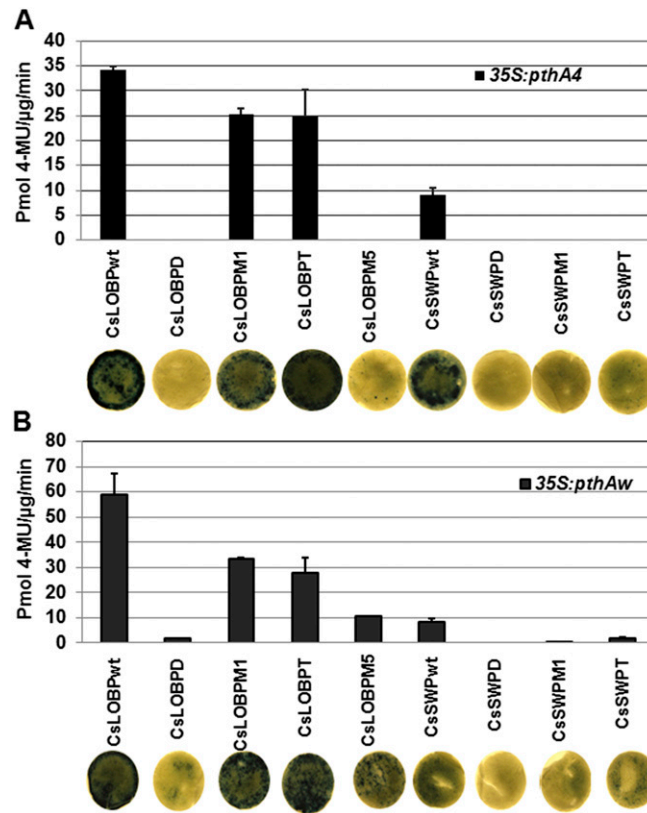 A
40
35
30
25
20
15
10
5
0
Pmol 4-MU/µg/min
35S:pthA4
CsLOBPwt
CsLOBPD
CsLOBPM1
CsLOBPT
CsLOBPM5
CsSWPwt
CsSWPD
CsSWPM1
CsSWPT
B
80
70
60
50
40
30
20
10
0
Pmol 4-MU/µg/min
35S:pthAw
CsLOBPwt
CsLOBPD
CsLOBPM1
CsLOBPT
CsLOBPM5
CsSWPwt
CsSWPD
CsSWPM1
CsSWPT